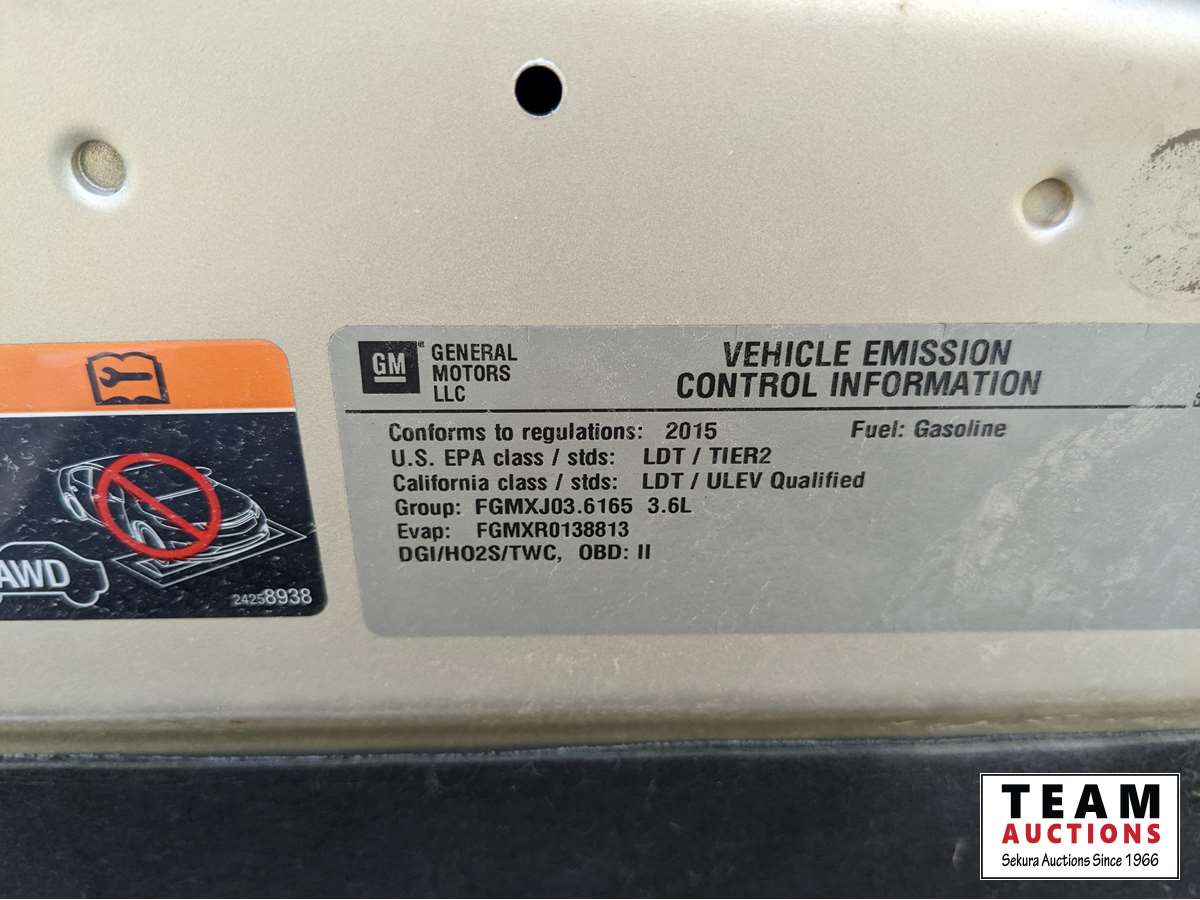 AWD
24258938
GM
GENERAL
MOTORS
LLC
VEHICLE EMISSION
CONTROL INFORMATION
Conforms to regulations: 2015 Fuel: Gasoline
U.S. EPA class / stds: LDT / TIER2
California class / stds: LDT / ULEV Qualified
Group: FGMXJ03.6165 3.6L
Evap: FGMXR0138813
DGI/HO2S/TWC, OBD: II
TEAM
AUCTIONS
Sekura Auctions Since 1966